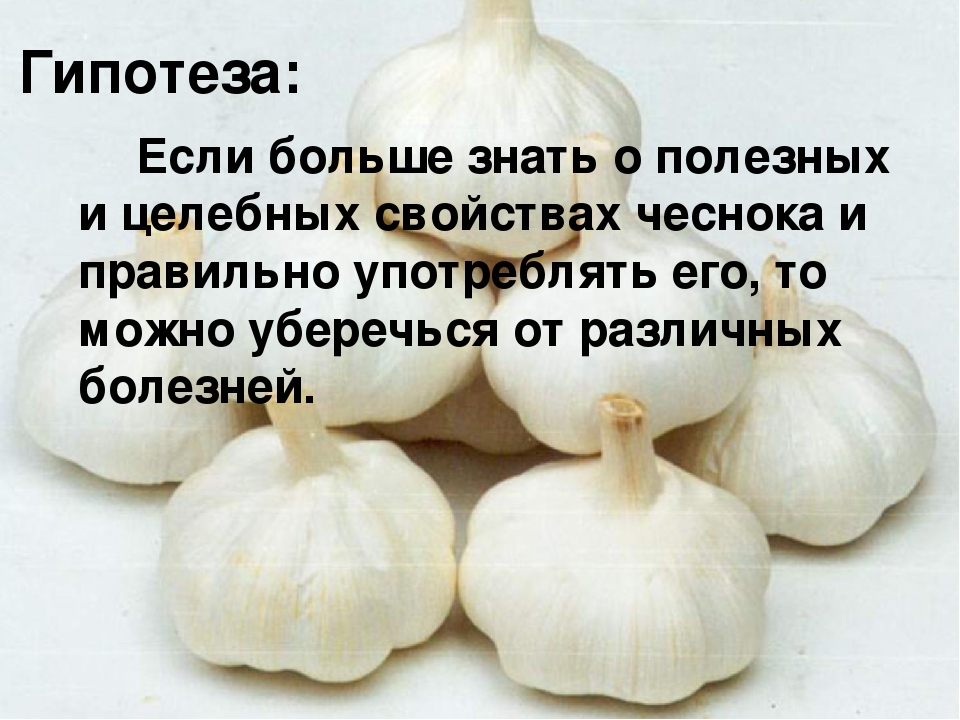 Гипотеза:
Если больше знать о полезных
и целебных свойствах чеснока и
правильно употреблять его, то
можно уберечься от различных
болезней.